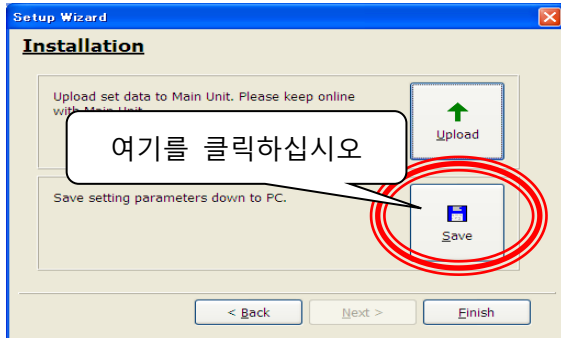 Setup Wizard
Installation
Upload set data to Main Unit. Please keep online
with Main Unit
Upload
여기를 클릭하십시오
Save setting parameters down to PC.
Save
< Back
Next >
Finish